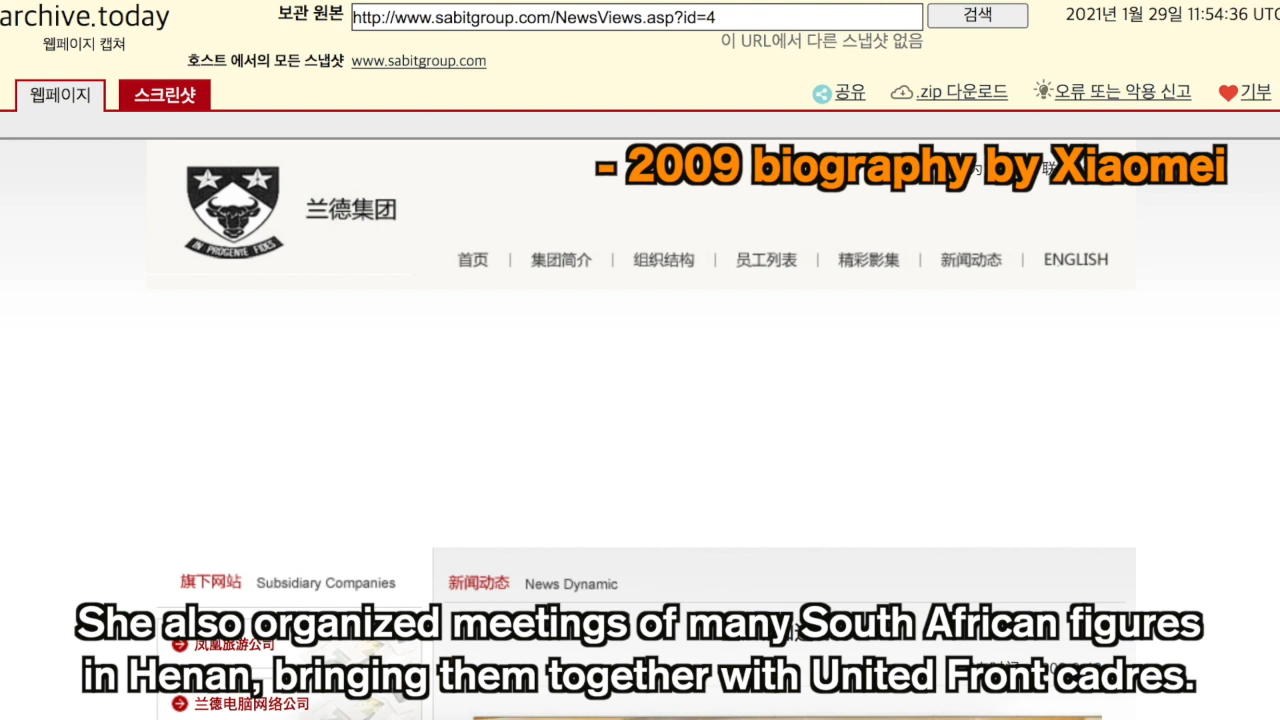 archive.today
웹페이지 캡쳐
보관 원본
http://www.sabitgroup.com/NewsViews.asp?id=4
검색
2021년 1월 29일 11:54:36 UTC
이 URL에서 다른 스냅샷 없음
호스트 에서의 모든 스냅샷 www.sabitgroup.com
웹페이지
스크린샷
공유
.zip 다운로드
오류 또는 악용 신고
기부
- 2009 biography by Xiaomei
IN PROGENIE FIDES
兰德集团
首页 | 集团简介 | 组织结构 | 员工列表 | 精彩影集 | 新闻动态 | ENGLISH
旗下网站 Subsidiary Companies
新闻动态 News Dynamic
She also organized meetings of many South African figures
凤凰旅游公司
in Henan, bringing them together with United Front cadres.
兰德电脑网络公司